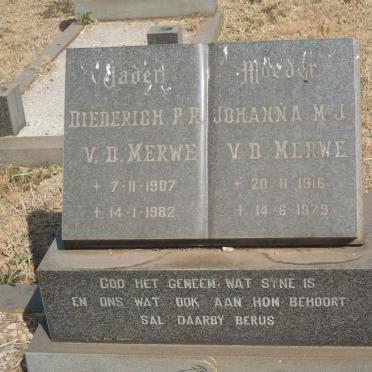 Vader
DIEDERICH P.R.
V.D. MERWE
+ 7-11-1907
+ 14-1-1982
Moeder
JOHANNA M.J.
V.D. MERWE
+ 20-11-1916
+ 14-6-1979
GOD HET GENEEM WAT SYNE IS
EN ONS WAT OOK AAN HOM BEHOORT
SAL DAARBY BERUS